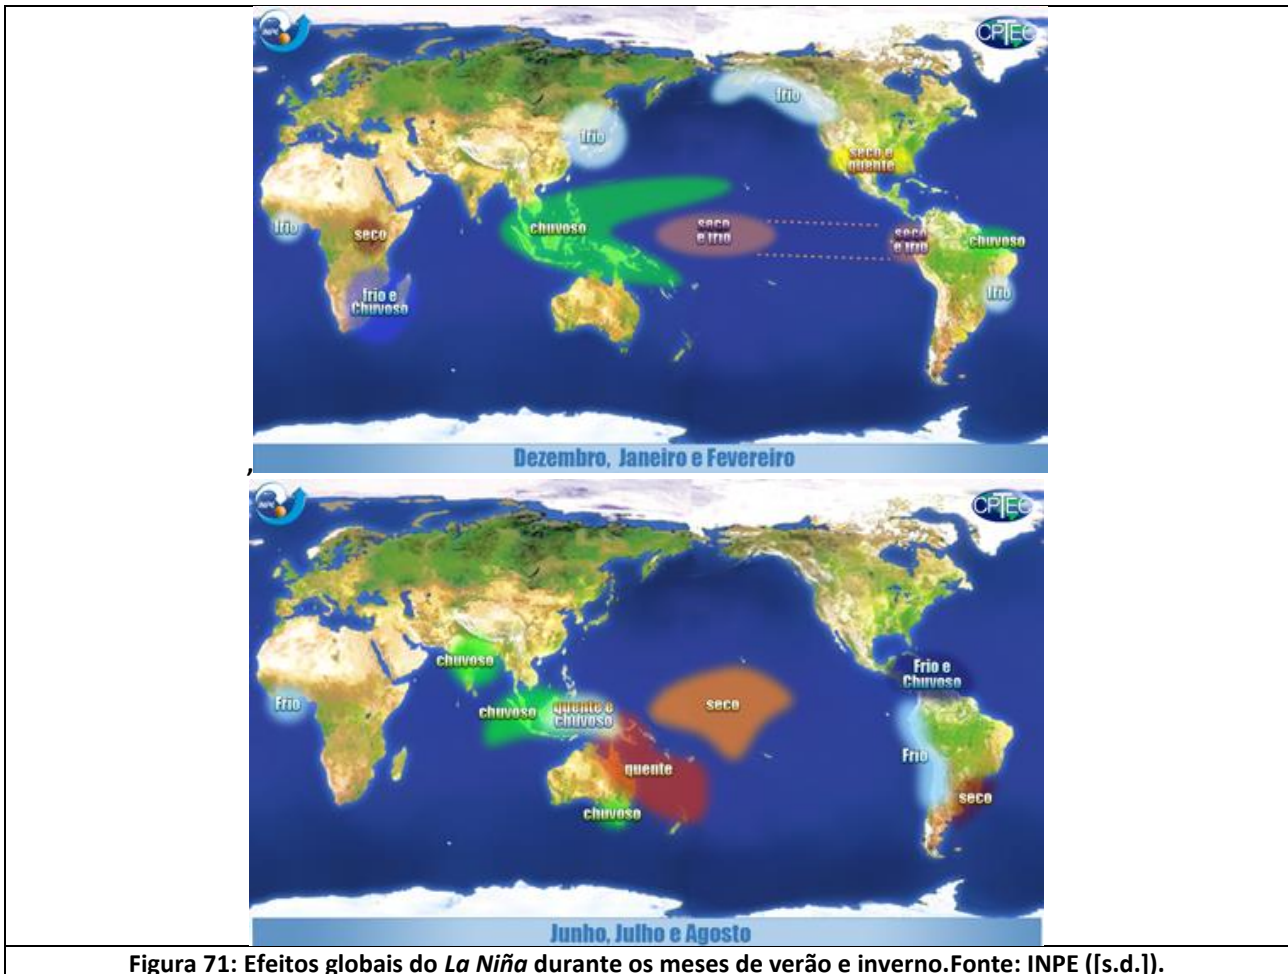 INPE
CPTEC
frio
frio
seco e
quente
frio
seco
chuvoso
seco
e frio
seco
e frio
chuvoso
frio e
Chuvoso
frio
Dezembro, Janeiro e Fevereiro
,
INPE
CPTEC
chuvoso
Frio e
Chuvoso
Frio
chuvoso
quente e
chuvoso
seco
Frio
quente
seco
chuvoso
Junho, Julho e Agosto
Figura 71: Efeitos globais do La Niña durante os meses de verão e inverno.Fonte: INPE ([s.d.]).